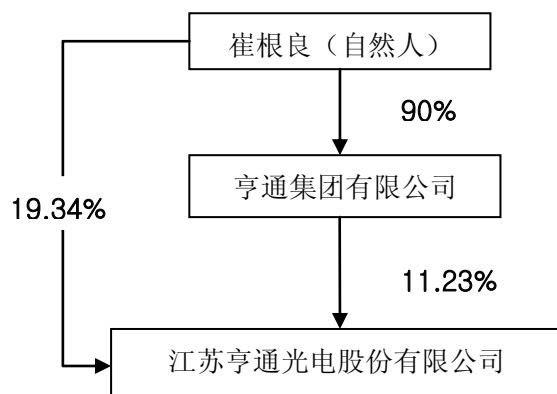 崔根良（自然人）
90%
亨通集团有限公司
19.34%
11.23%
江苏亨通光电股份有限公司